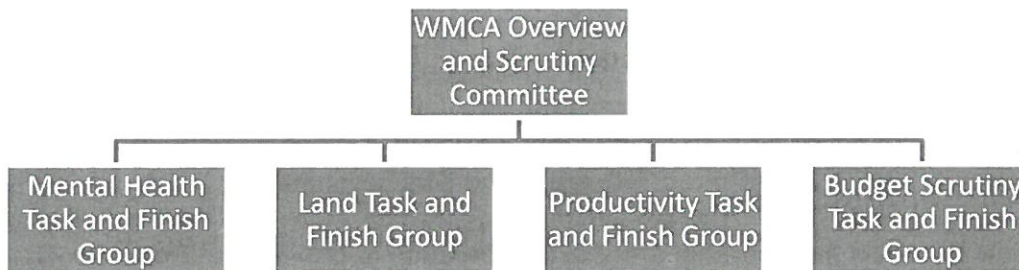 WMCA Overview
and Scrutiny
Committee
Mental Health
Task and Finish
Group
Land Task and
Finish Group
Productivity Task
and Finish Group
Budget Scrutiny
Task and Finish
Group